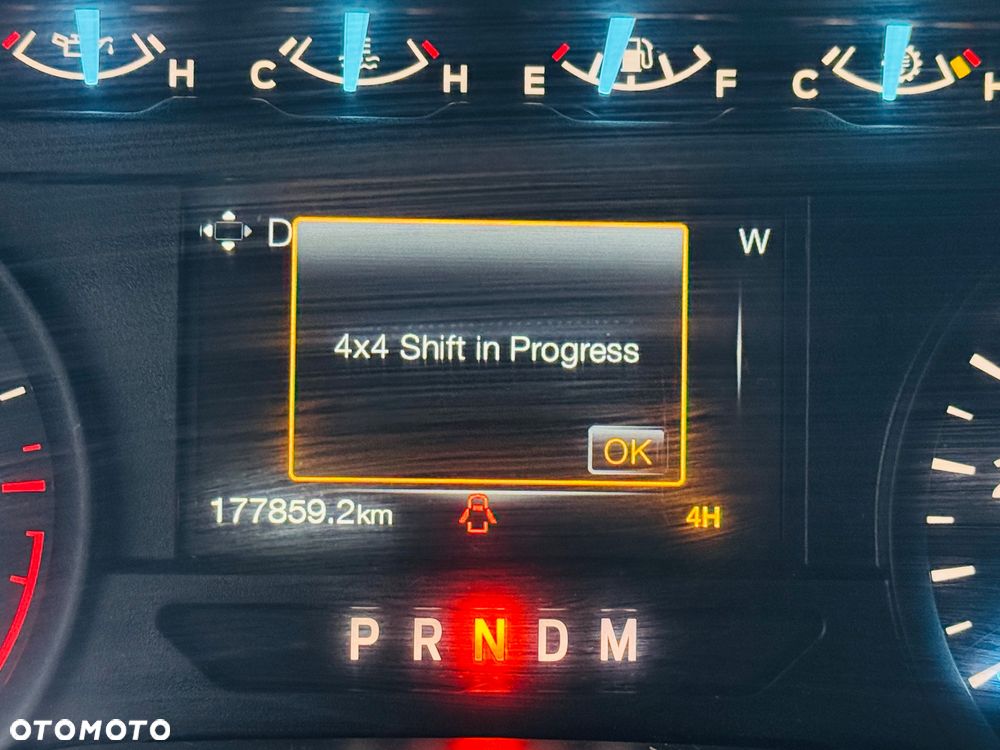 H C H E F C H
D W
4x4 Shift in Progress
OK
177859.2km 4H
P R N D M
OTOMOTO